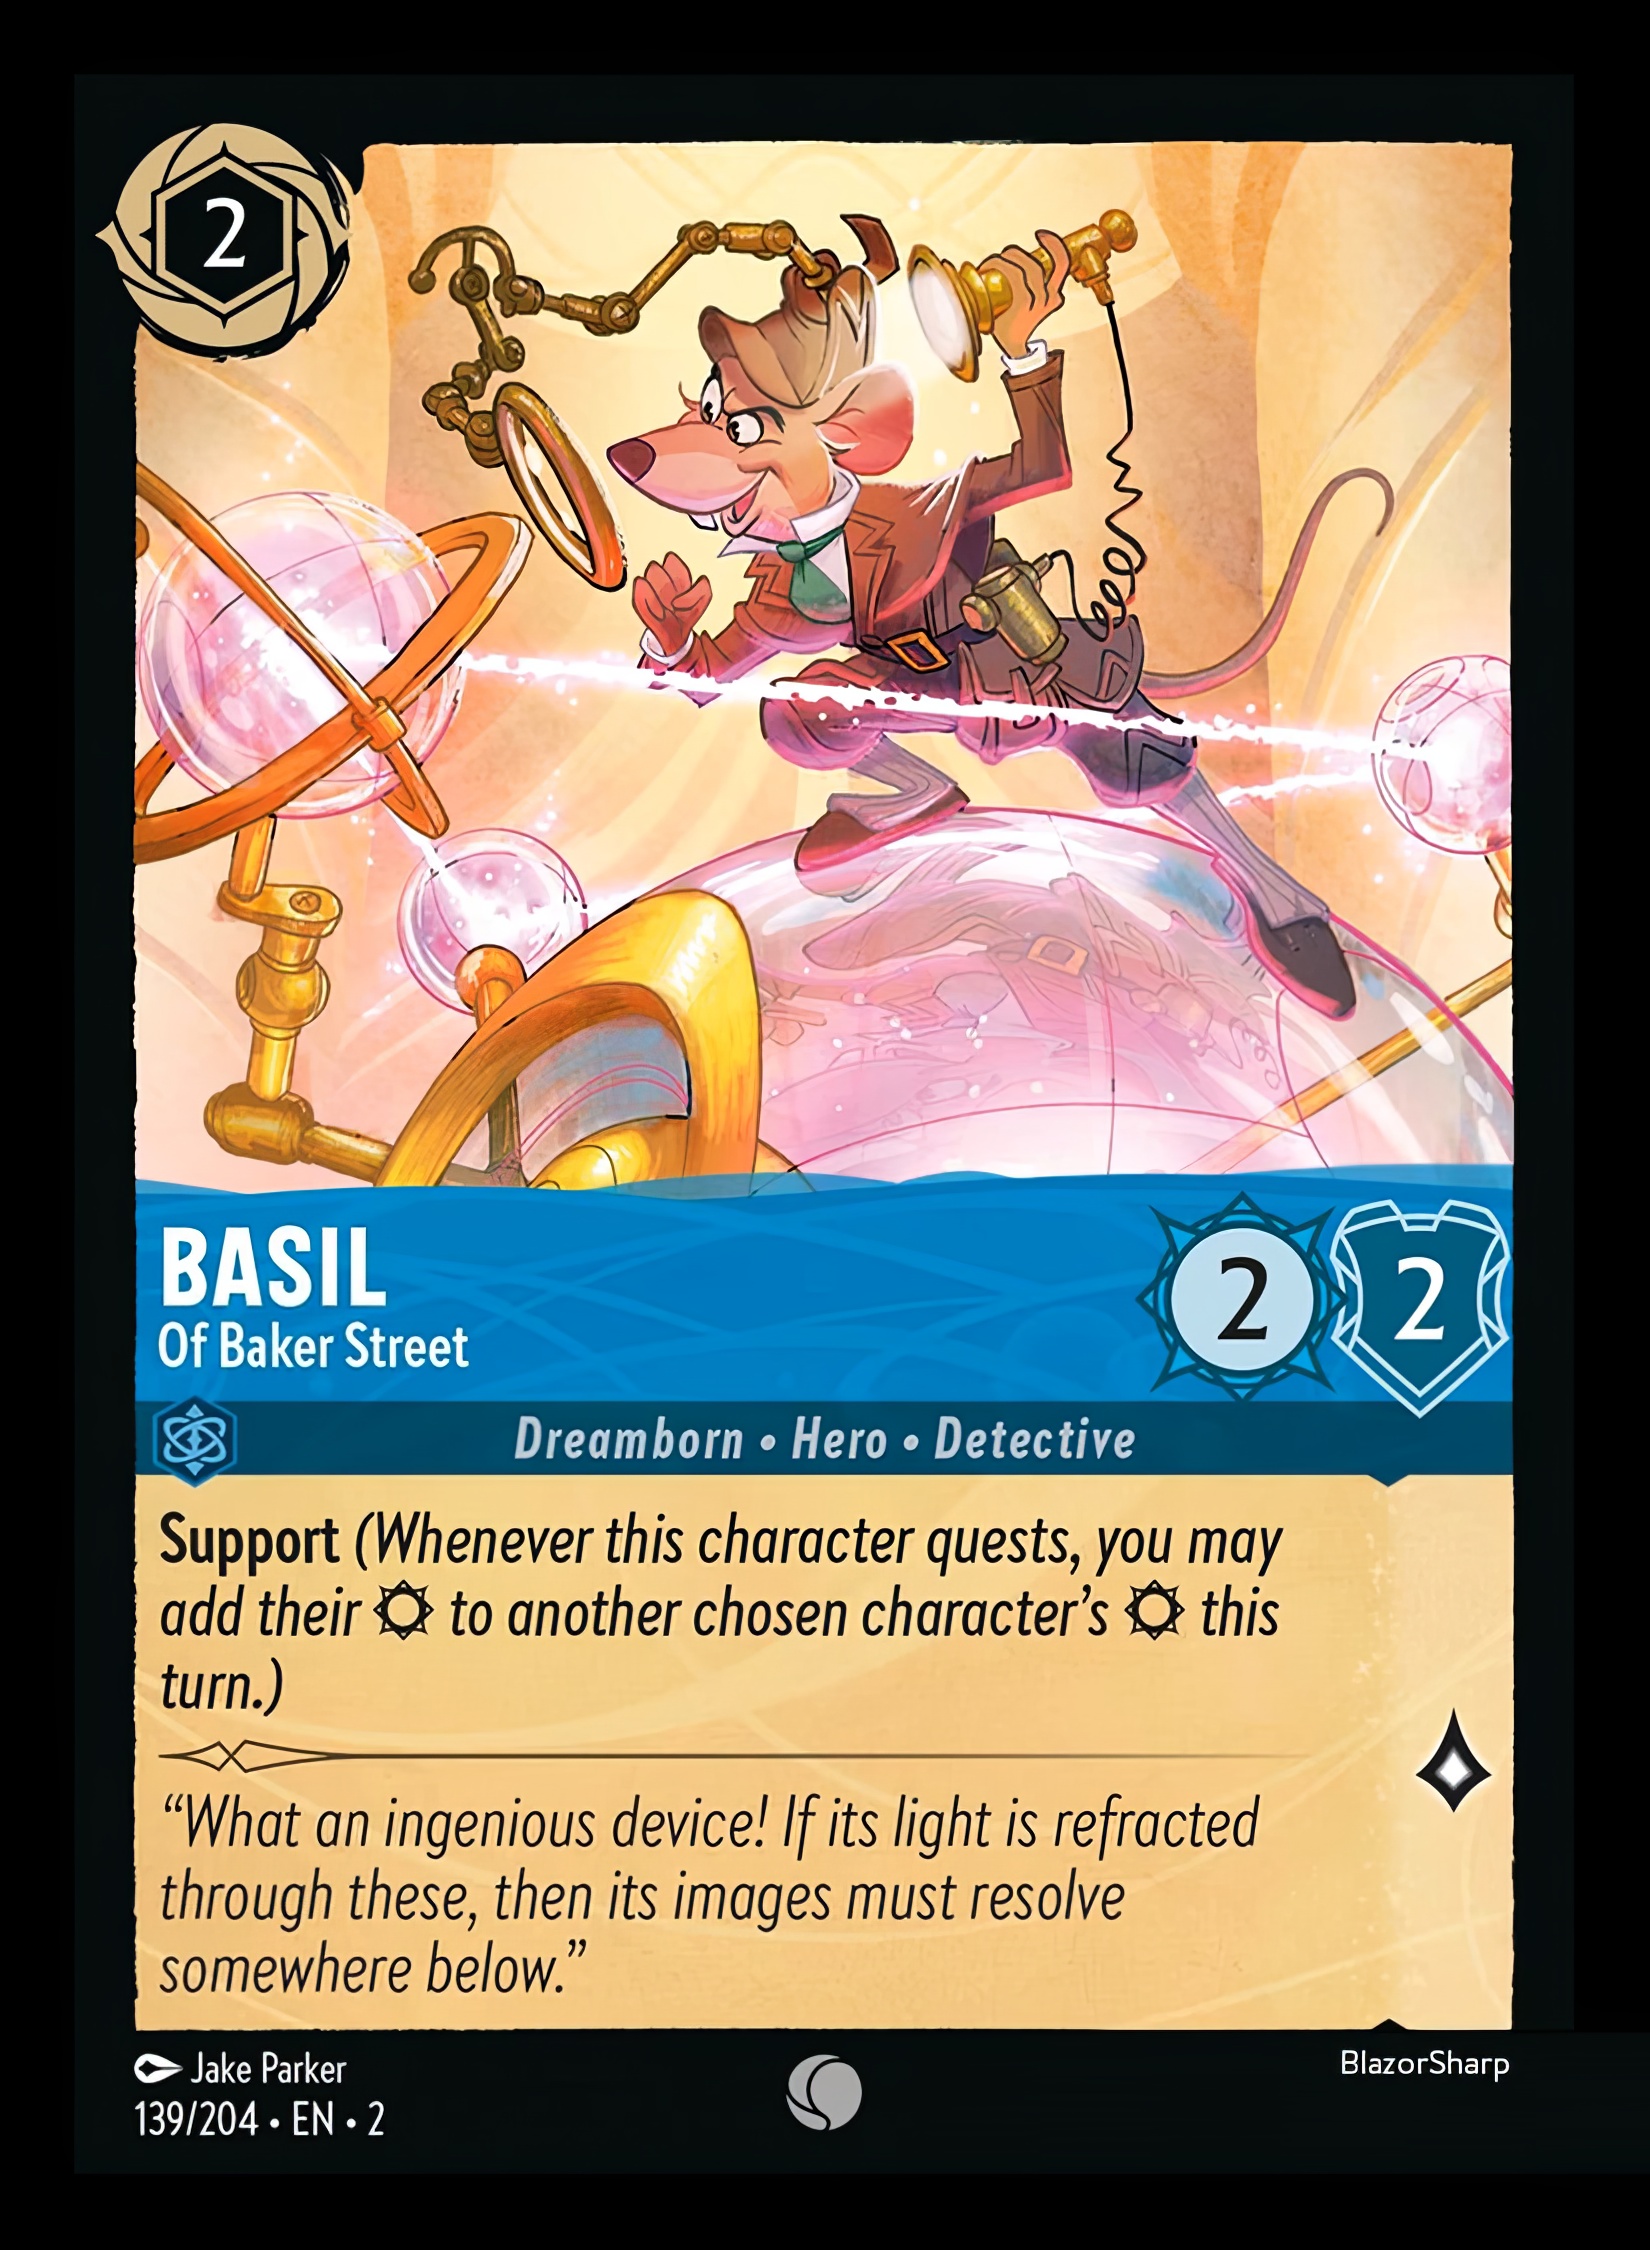 2
BASIL
Of Baker Street
2 2
Dreamborn • Hero • Detective
Support (Whenever this character quests, you may
add their to another chosen character’s this
turn.)
“What an ingenious device! If its light is refracted
through these, then its images must resolve
somewhere below.”
Jake Parker
BlazorSharp
139/204 • EN • 2